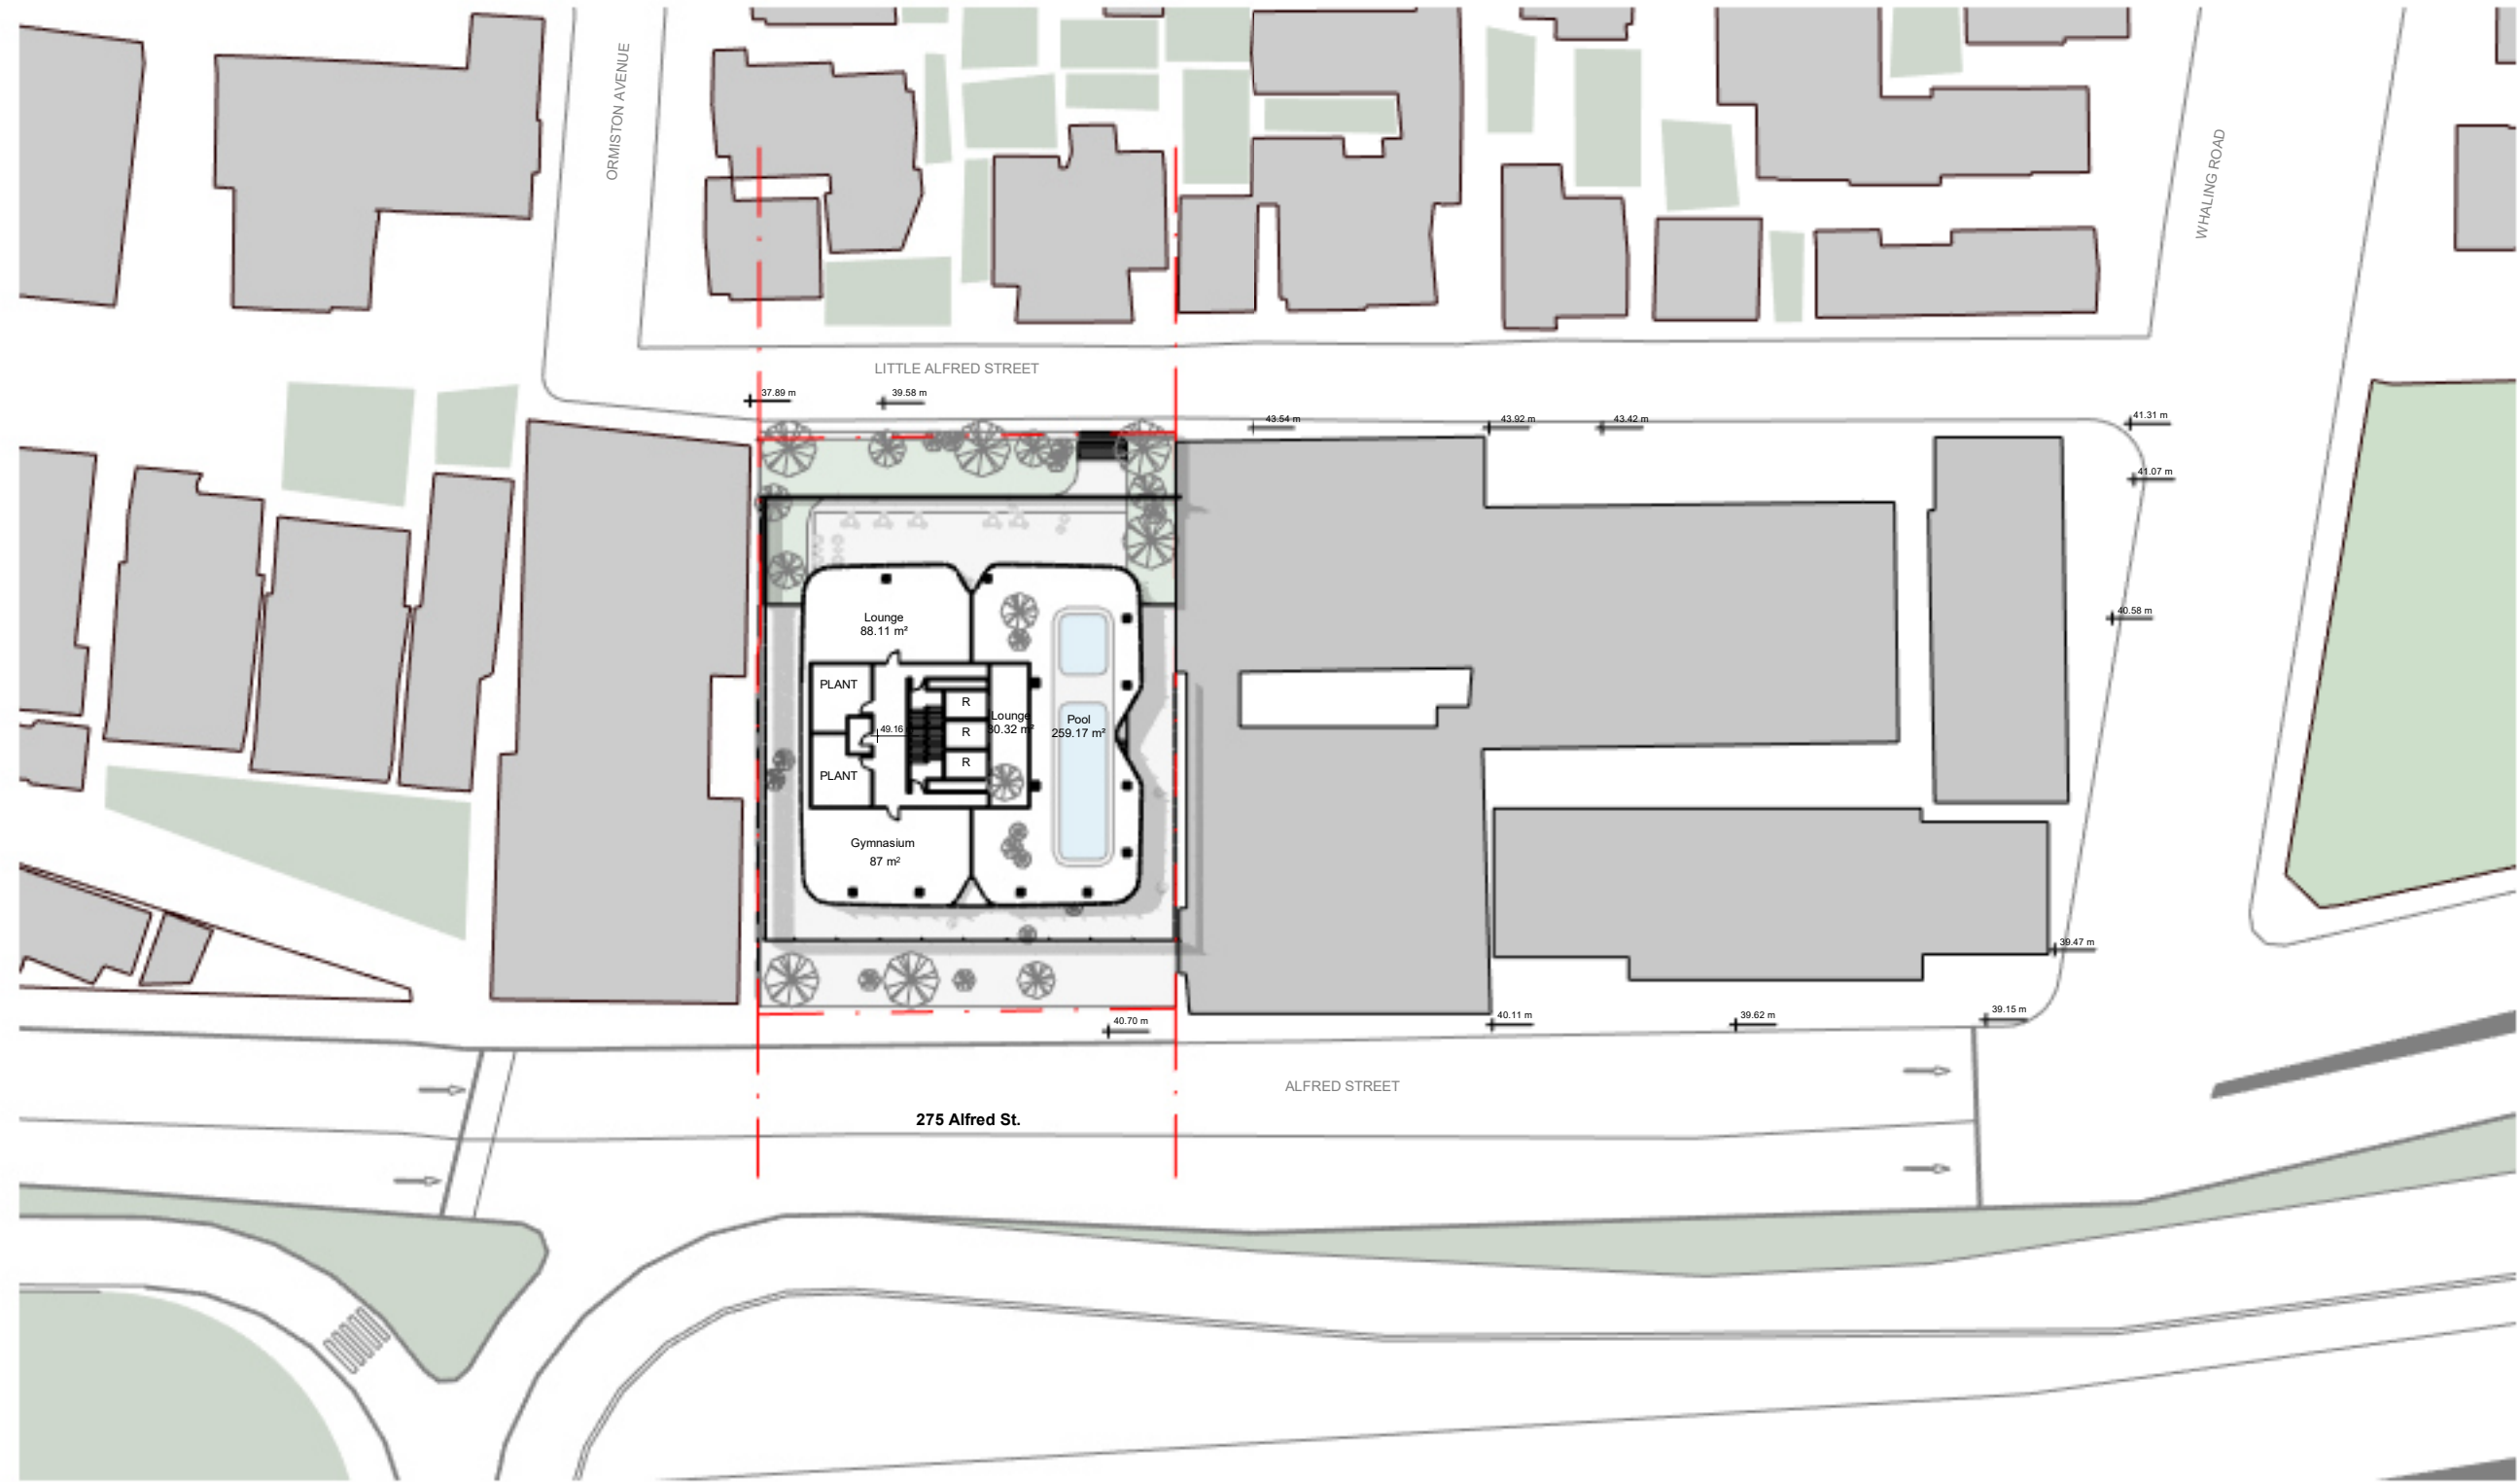 ORMISTON AVENUE
WHALING ROAD
LITTLE ALFRED STREET
37.89 m
39.58 m
43.54 m
43.92 m
43.42 m
41.31 m
41.07 m
40.58 m
Lounge
88.11 m²
PLANT
R
49.16
R
Lounge
30.32 m²
Pool
259.17 m²
R
PLANT
Gymnasium
87 m²
39.47 m
40.70 m
40.11 m
39.62 m
39.15 m
ALFRED STREET
275 Alfred St.